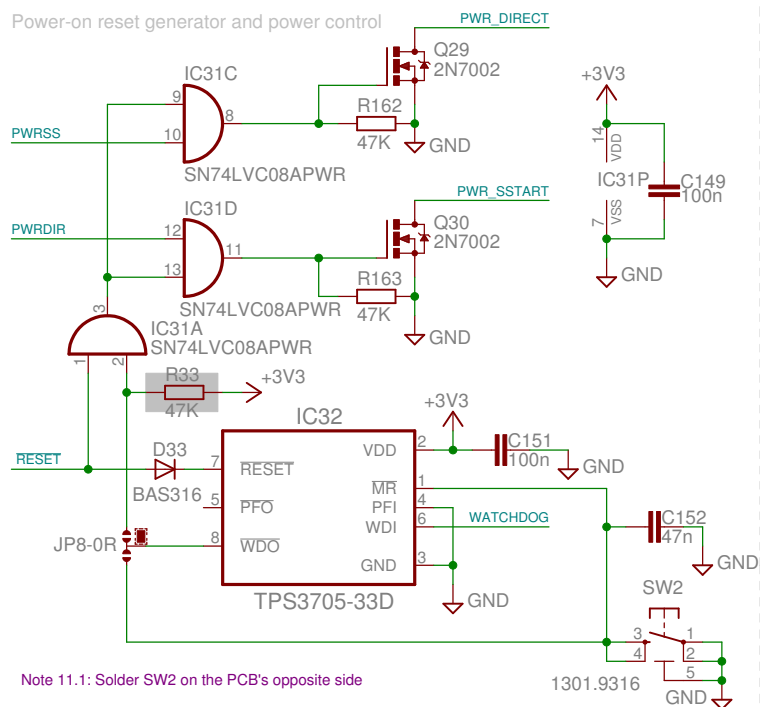 Power-on reset generator and power control
PWR_DIRECT
Q29
2N7002
IC31C
9
8
10
PWRSS
R162
47K
GND
SN74LVC08APWR
+3V3
14
VDD
IC31P
C149
100n
7
VSS
GND
PWR_SSTART
IC31D
Q30
2N7002
PWRDIR
12
11
13
R163
47K
SN74LVC08APWR
GND
3
IC31A
SN74LVC08APWR
1
2
R33
47K
+3V3
IC32
+3V3
RESET
D33
BAS316
7
RESET
VDD
2
C151
100n
GND
MR
1
5
PFO
PFI
4
WDI
6
WATCHDOG
C152
47n
JP8-0R
8
WDO
GND
3
GND
TPS3705-33D
GND
SW2
3
1
4
2
5
1301.9316
GND
Note 11.1: Solder SW2 on the PCB's opposite side